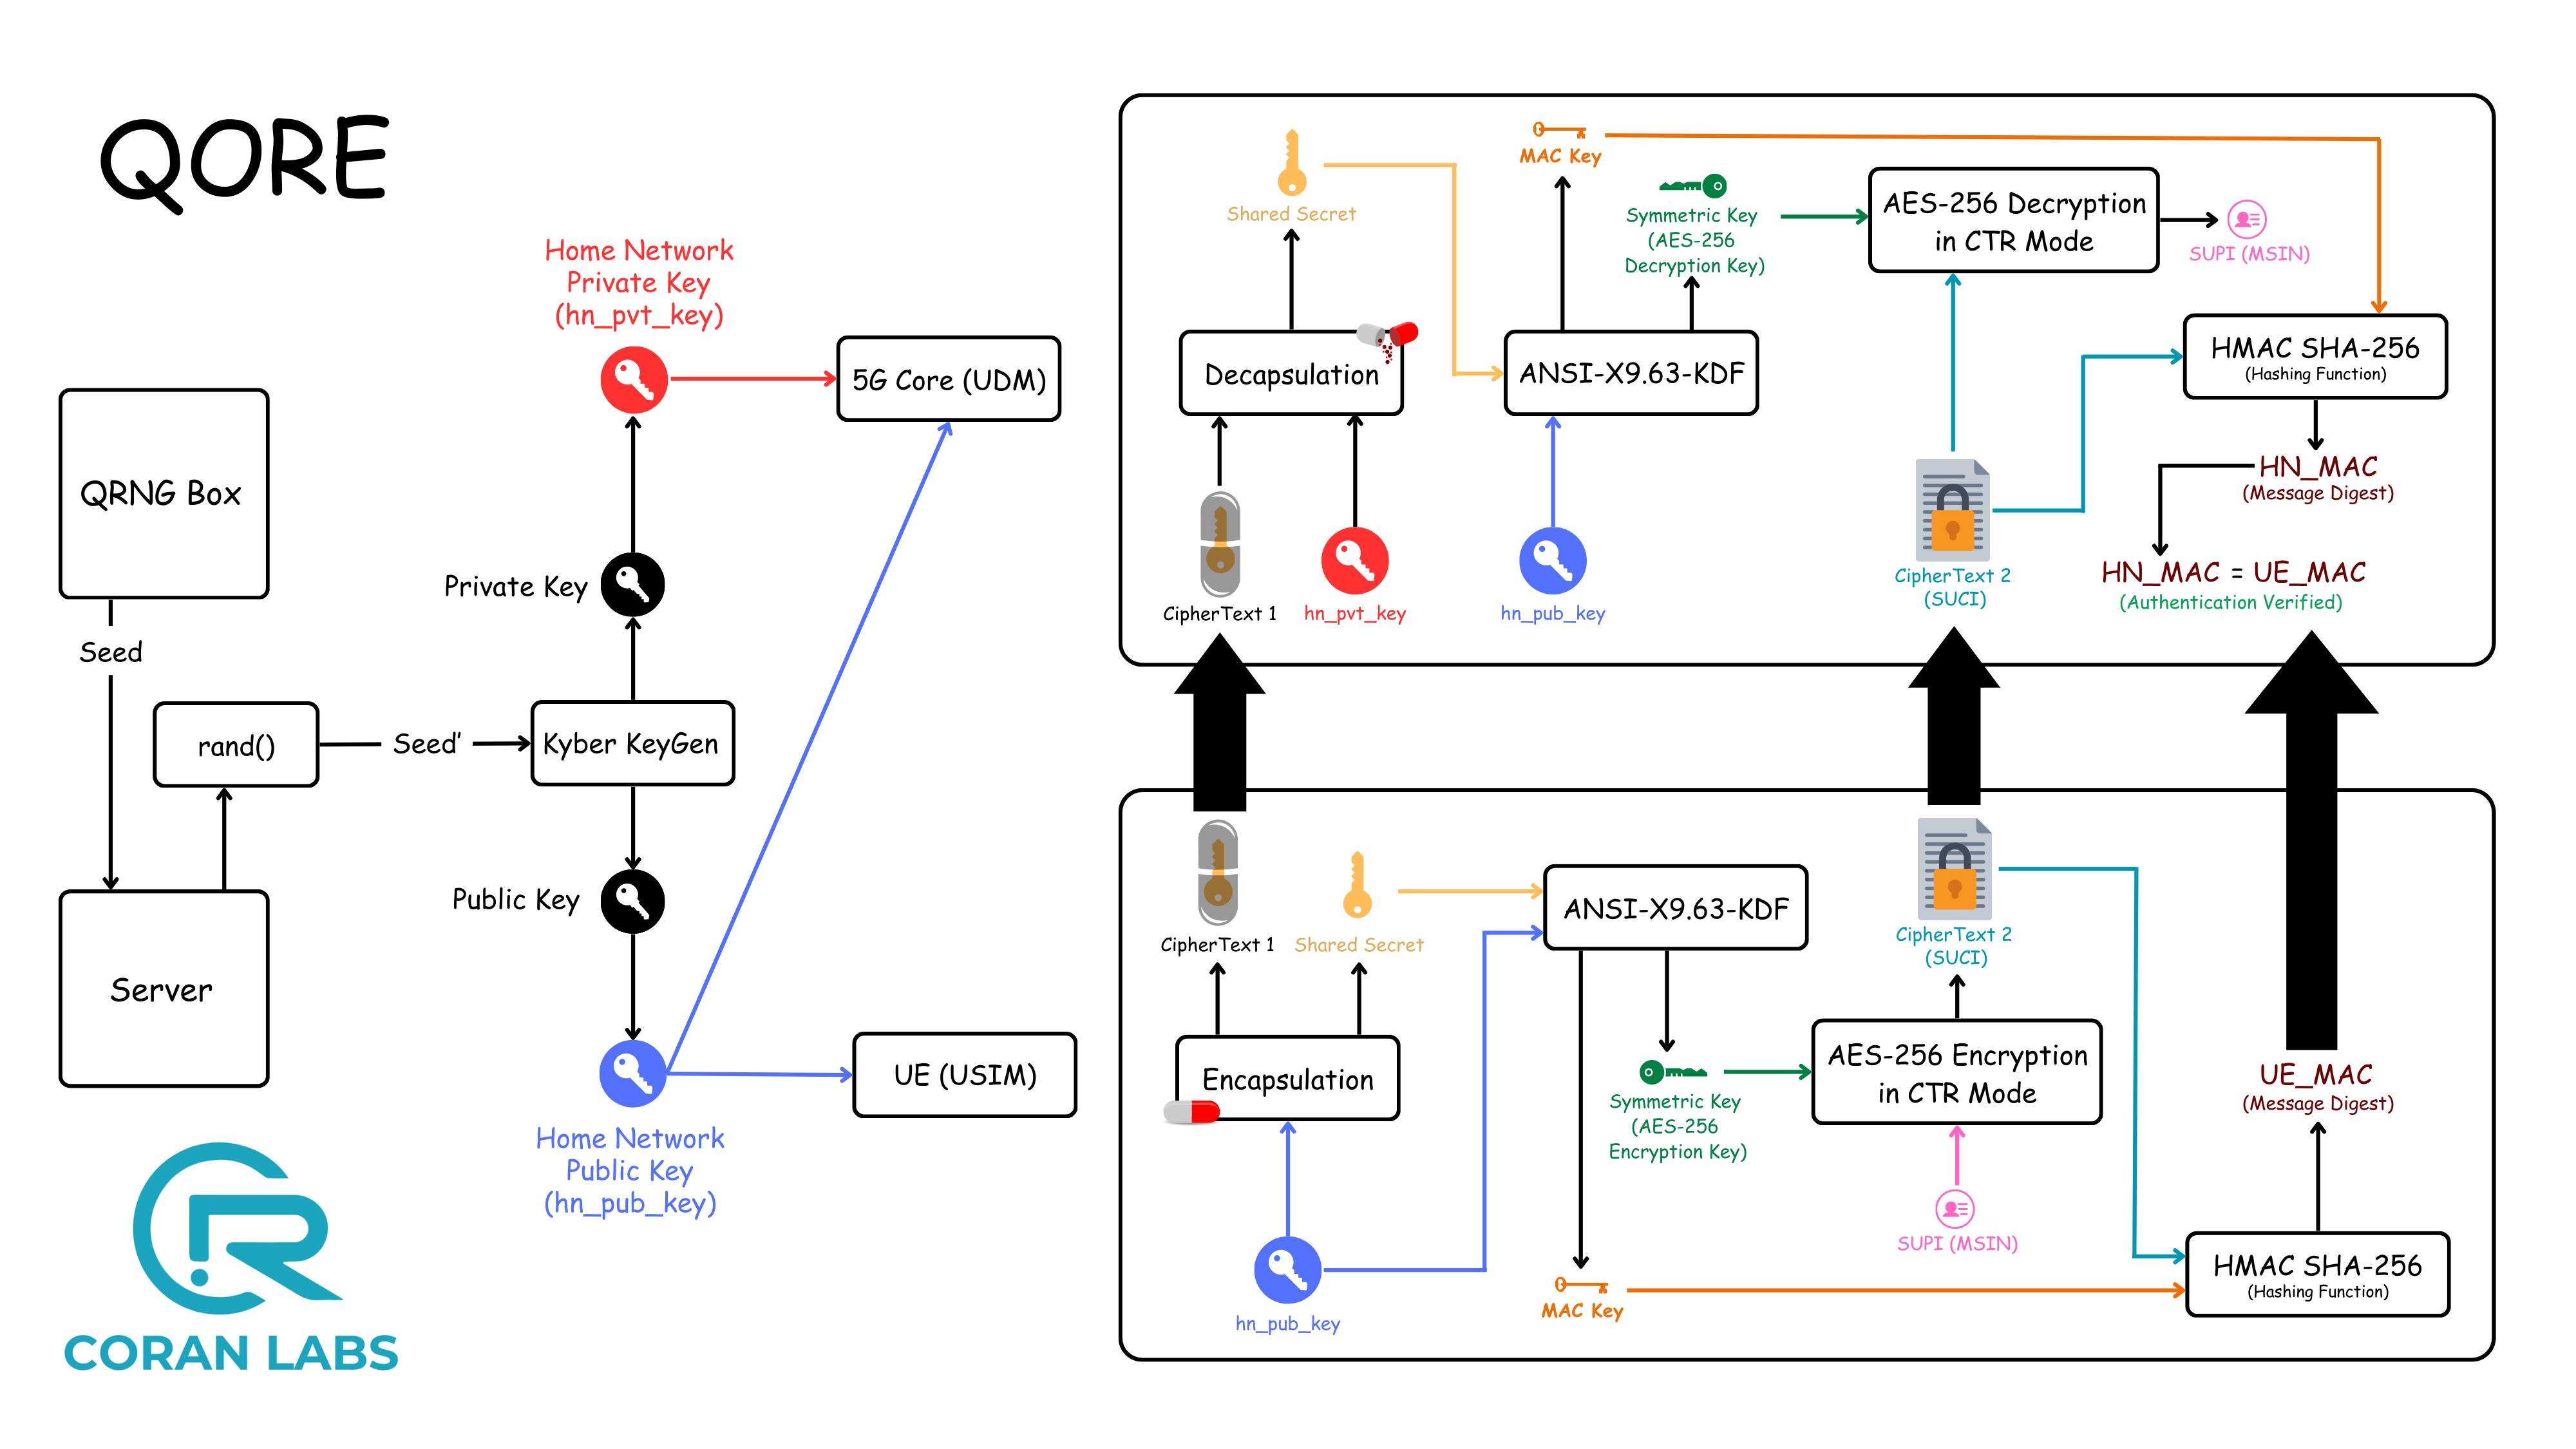 QORE
Home Network
Private Key
(hn_pvt_key)
5G Core (UDM)
QRNG Box
Seed
Private Key
rand()
Seed'
Kyber KeyGen
Public Key
Server
UE (USIM)
Home Network
Public Key
(hn_pub_key)
CORAN LABS
MAC Key
Shared Secret
Symmetric Key
(AES-256
Decryption Key)
AES-256 Decryption
in CTR Mode
SUPI (MSIN)
Decapsulation
ANSI-X9.63-KDF
HMAC SHA-256
(Hashing Function)
HN_MAC
(Message Digest)
CipherText 1
hn_pvt_key
hn_pub_key
CipherText 2
(SUCI)
HN_MAC = UE_MAC
(Authentication Verified)
CipherText 1
Shared Secret
ANSI-X9.63-KDF
CipherText 2
(SUCI)
Encapsulation
Symmetric Key
(AES-256
Encryption Key)
AES-256 Encryption
in CTR Mode
UE_MAC
(Message Digest)
SUPI (MSIN)
HMAC SHA-256
(Hashing Function)
hn_pub_key
MAC Key